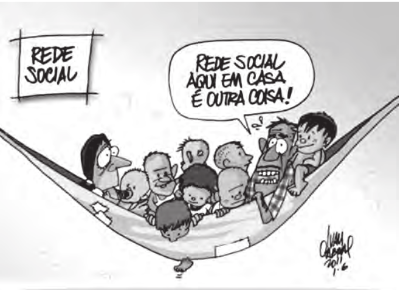 REDE
SOCIAL
REDE SOCIAL
AQUI EM CASA
É OUTRA COISA!